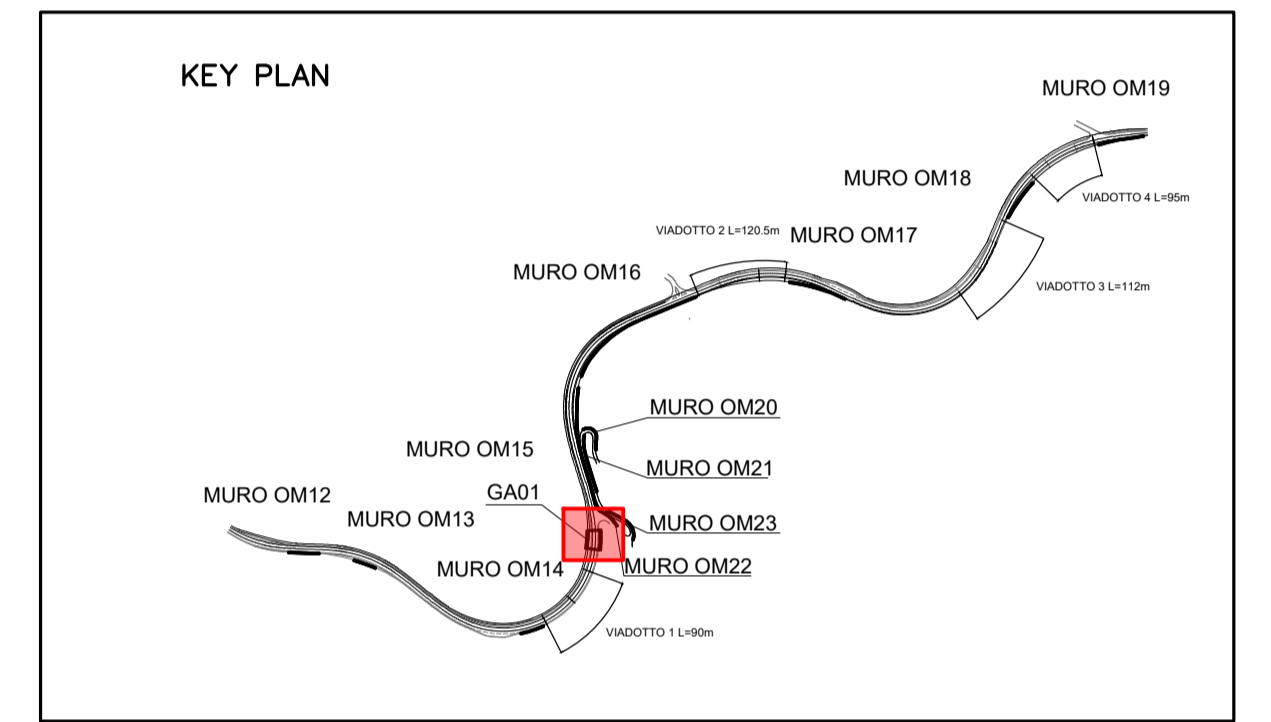 KEY PLAN
MURO OM19
MURO OM18
VIADOTTO 4 L=95m
VIADOTTO 2 L=120.5m
MURO OM17
MURO OM16
VIADOTTO 3 L=112m
MURO OM20
MURO OM15
MURO OM21
GA01
MURO OM12
MURO OM13
MURO OM23
MURO OM14
MURO OM22
VIADOTTO 1 L=90m